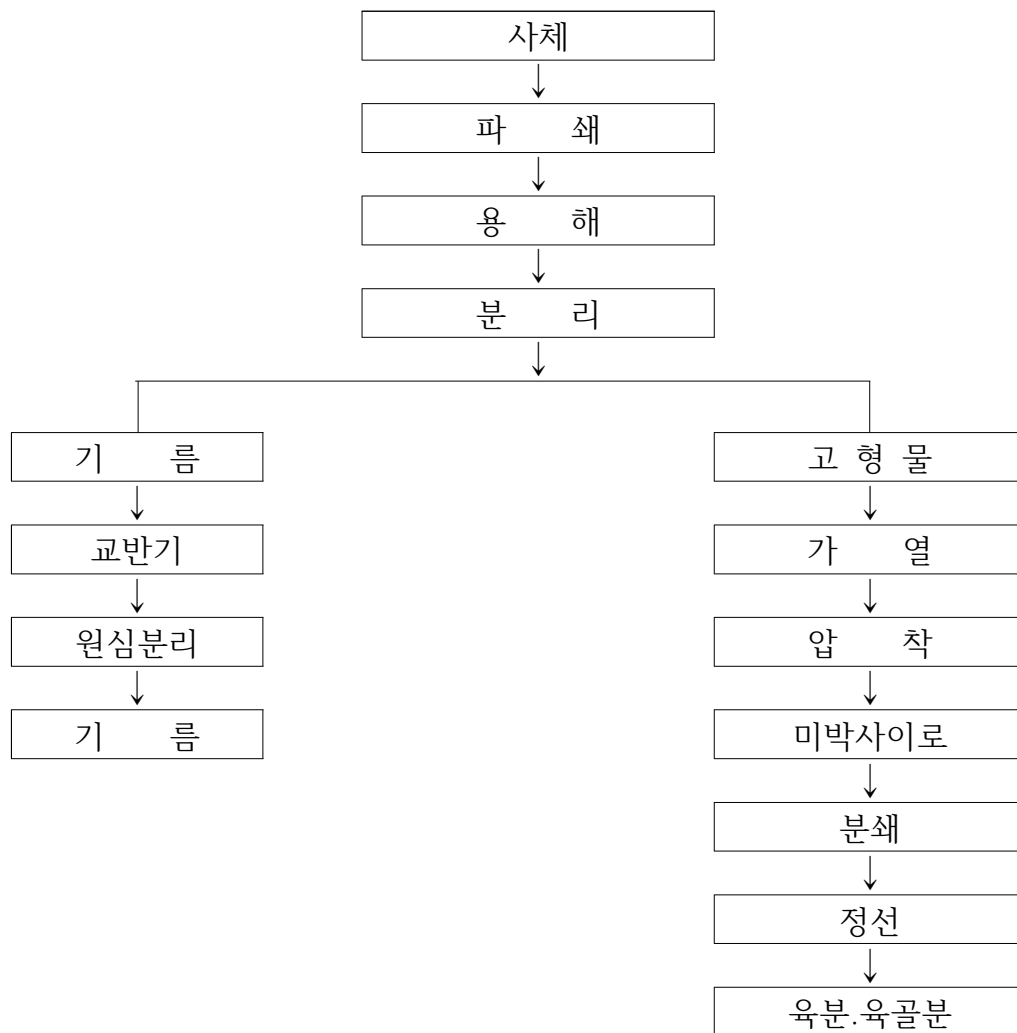 사체
파 쇄
용 해
분 리
기 름
교반기
원심분리
기 름
고 형 물
가 열
압 착
미박사이로
분쇄
정선
육분.육골분